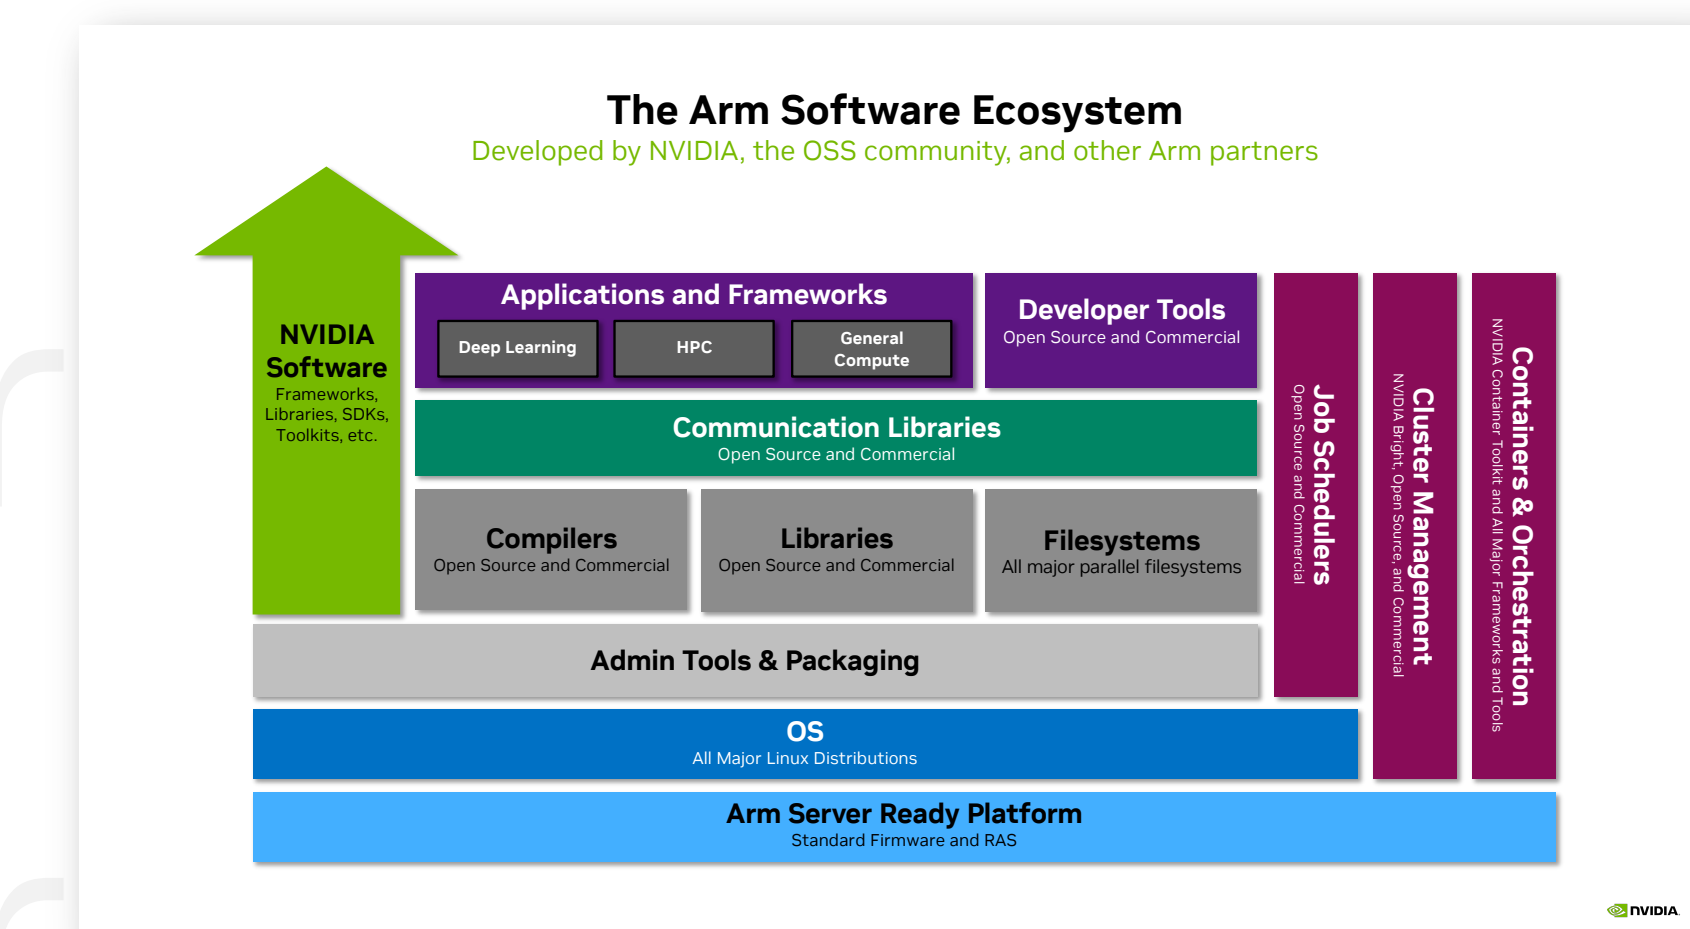 The Arm Software Ecosystem
Developed by NVIDIA, the OSS community, and other Arm partners
NVIDIA
Software
Frameworks,
Libraries, SDKs,
Toolkits, etc.
Applications and Frameworks
Deep Learning
HPC
General
Compute
Developer Tools
Open Source and Commercial
Communication Libraries
Open Source and Commercial
Compilers
Open Source and Commercial
Libraries
Open Source and Commercial
Filesystems
All major parallel filesystems
Admin Tools & Packaging
OS
All Major Linux Distributions
Arm Server Ready Platform
Standard Firmware and RAS
Job Schedulers
Open Source and Commercial
Cluster Management
NVIDIA Bright, Open Source, and Commercial
Containers & Orchestration
NVIDIA Container Toolkit and All Major Frameworks and Tools
NVIDIA